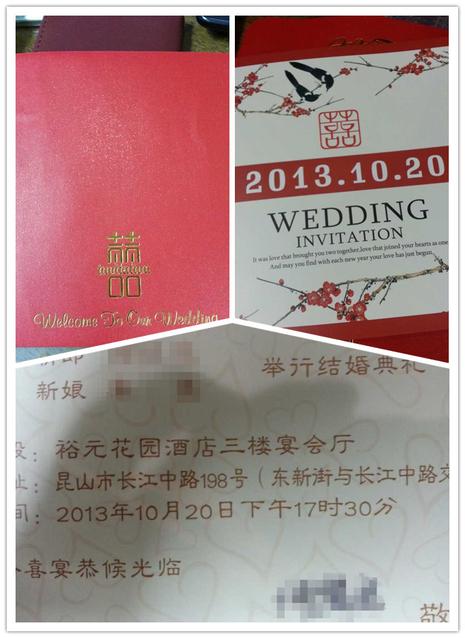 囍
Welcome To Our Wedding
囍
2013.10.20
WEDDING
INVITATION
It was love that brought you two together,love that joined your hearts as one
And may you find with each new year your love has just begun.
新郎
举行结婚典礼
新娘
设：裕元花园酒店三楼宴会厅
址：昆山市长江中路198号（东新街与长江中路交
间：2013年10月20日下午17时30分
喜宴恭候光临
敬